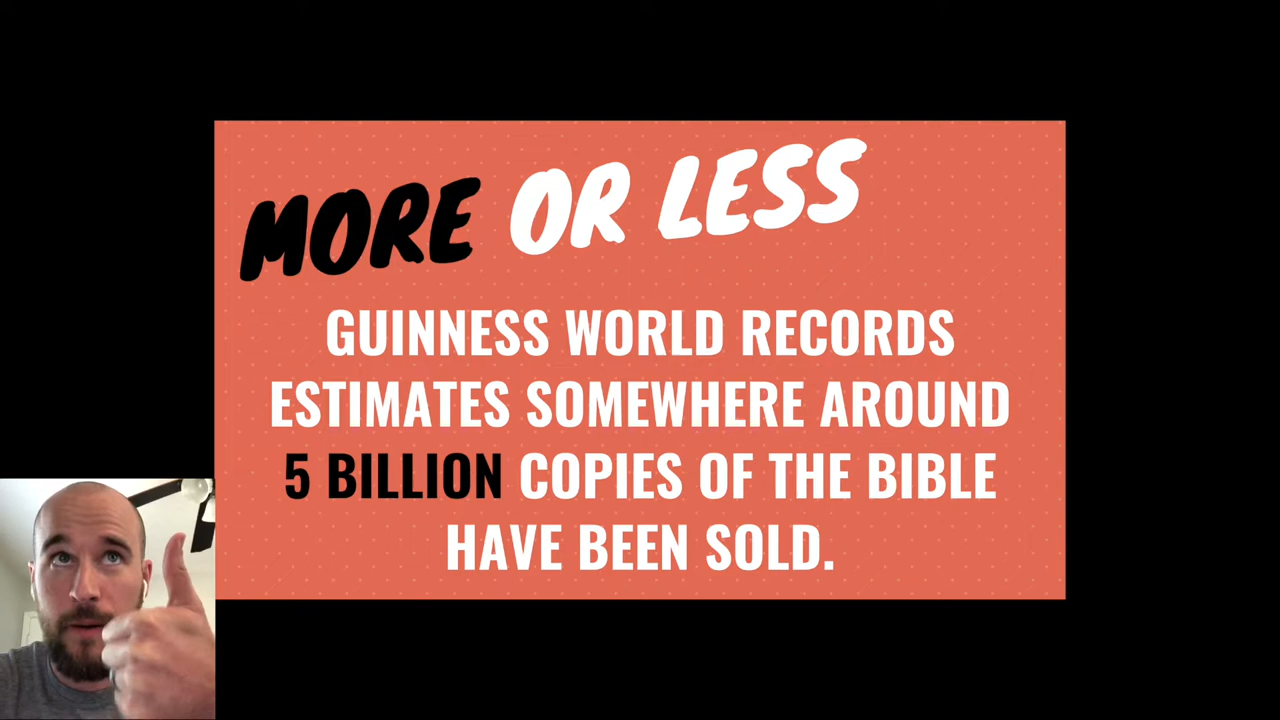 MORE OR LESS
GUINNESS WORLD RECORDS
ESTIMATES SOMEWHERE AROUND
5 BILLION COPIES OF THE BIBLE
HAVE BEEN SOLD.